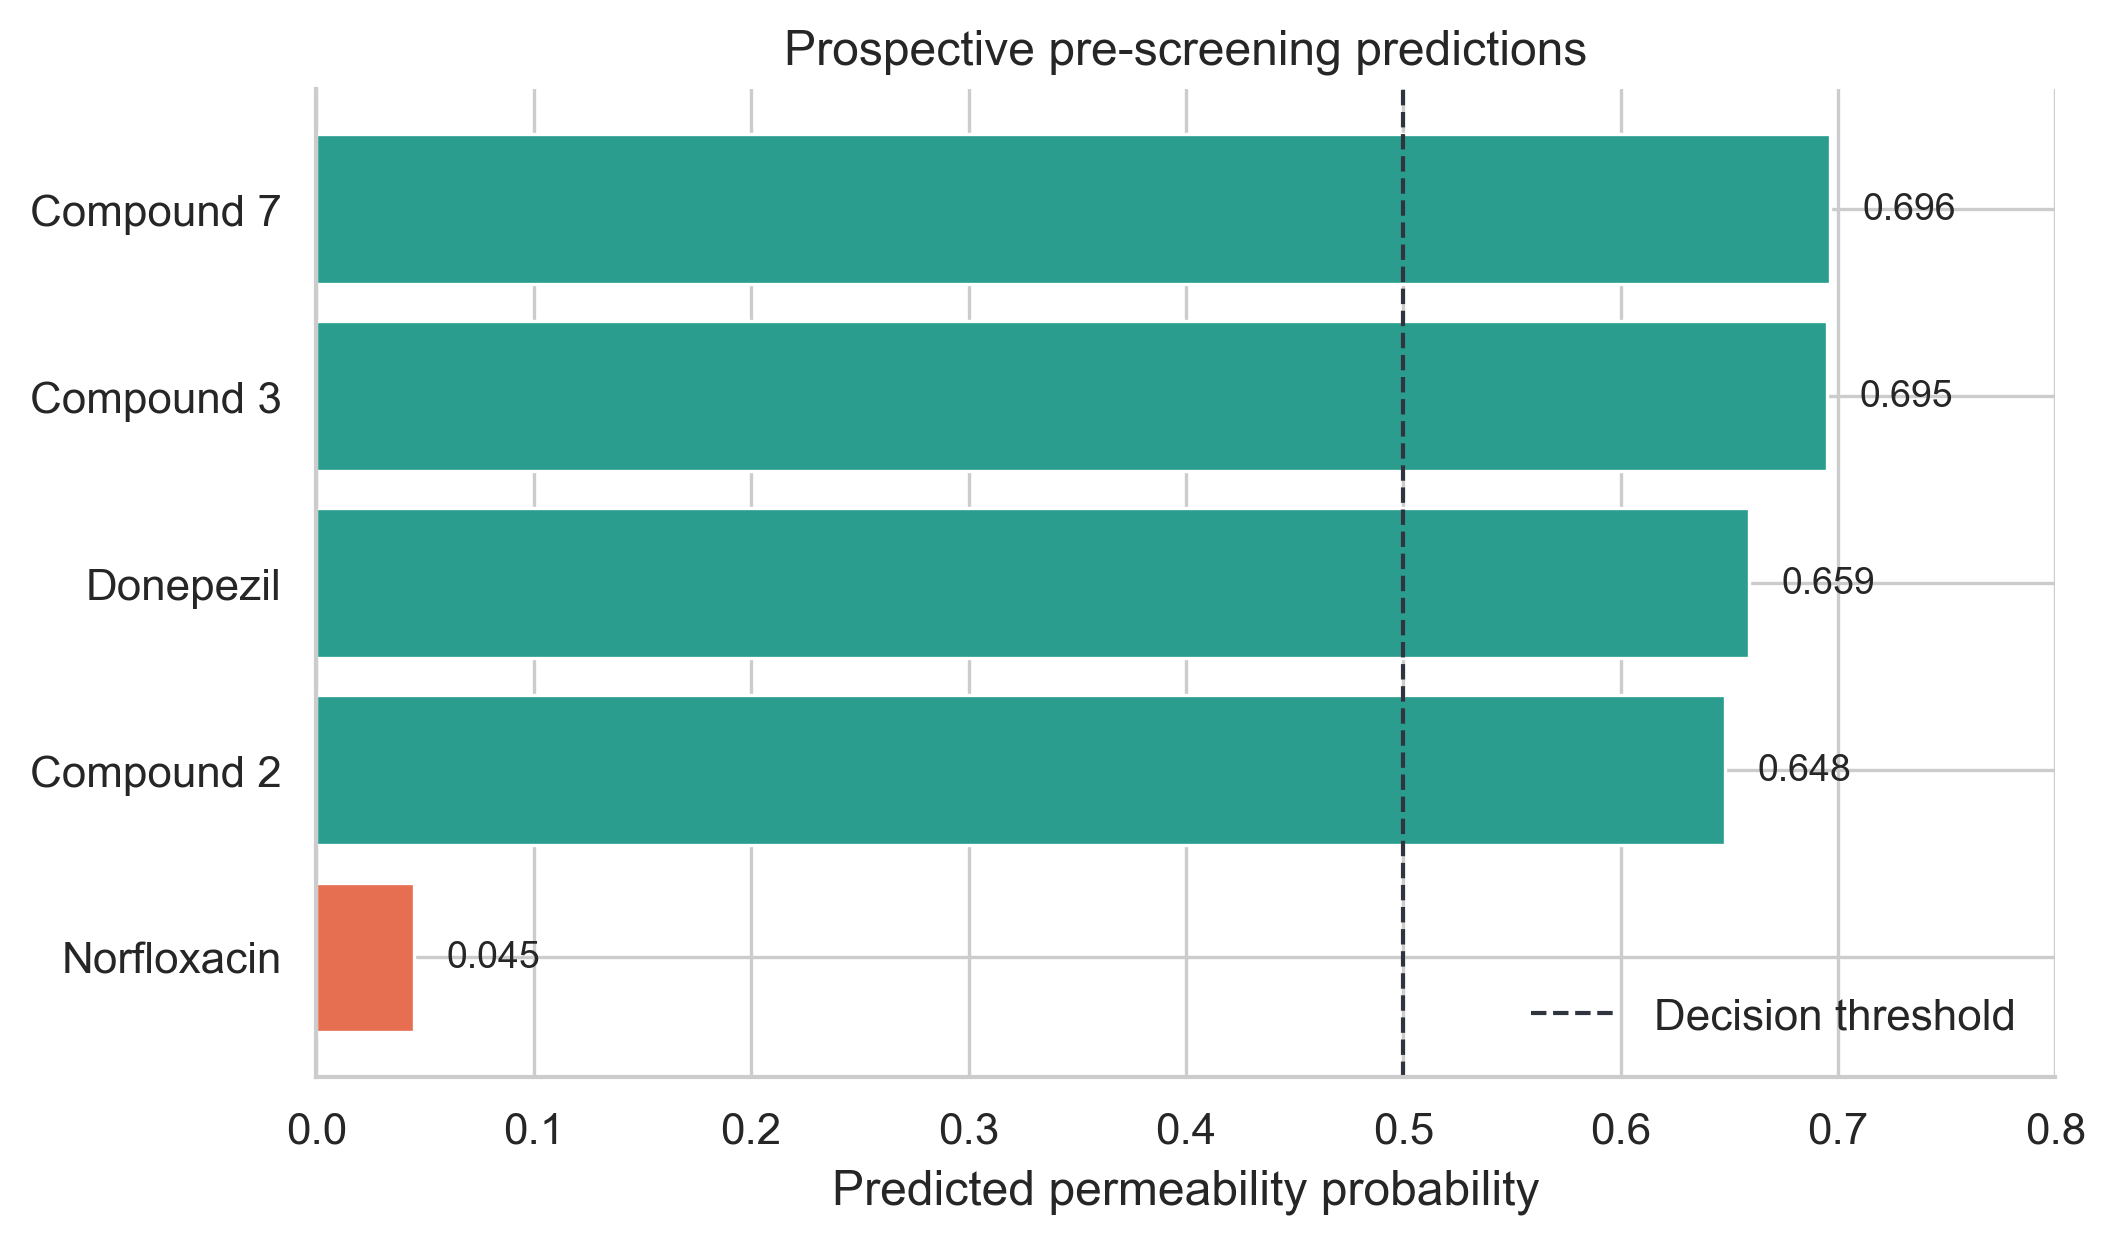 Prospective pre-screening predictions
Compound 7
0.696
Compound 3
0.695
Donepezil
0.659
Compound 2
0.648
Norfloxacin
0.045
Decision threshold
0.0 0.1 0.2 0.3 0.4 0.5 0.6 0.7 0.8
Predicted permeability probability